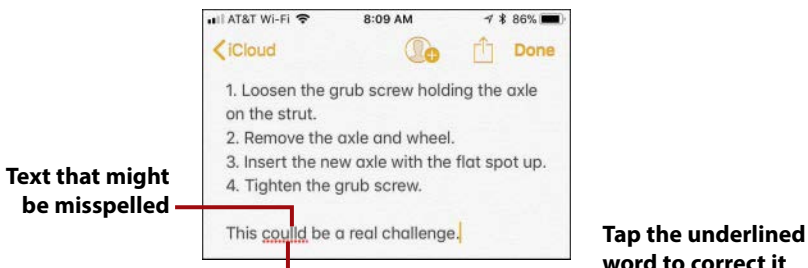 AT&T Wi-Fi 8:09 AM 86%
iCloud Done
1. Loosen the grub screw holding the axle
on the strut.
2. Remove the axle and wheel.
3. Insert the new axle with the flat spot up.
4. Tighten the grub screw.
Text that might
be misspelled
This coulld be a real challenge.
Tap the underlined
word to correct it